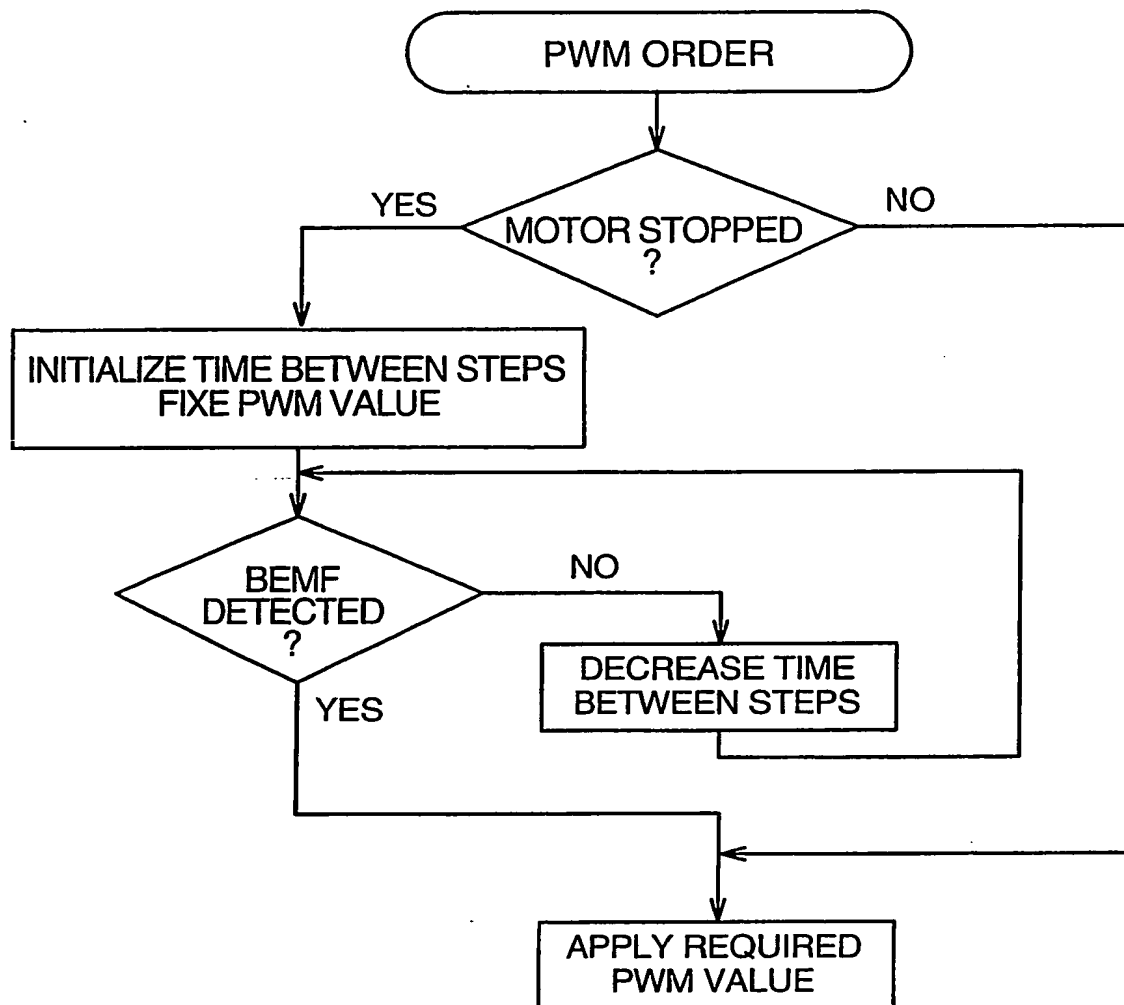 PWM ORDER
YES
NO
MOTOR STOPPED
?
INITIALIZE TIME BETWEEN STEPS
FIXE PWM VALUE
BEMF
DETECTED
?
NO
DECREASE TIME
BETWEEN STEPS
YES
APPLY REQUIRED
PWM VALUE